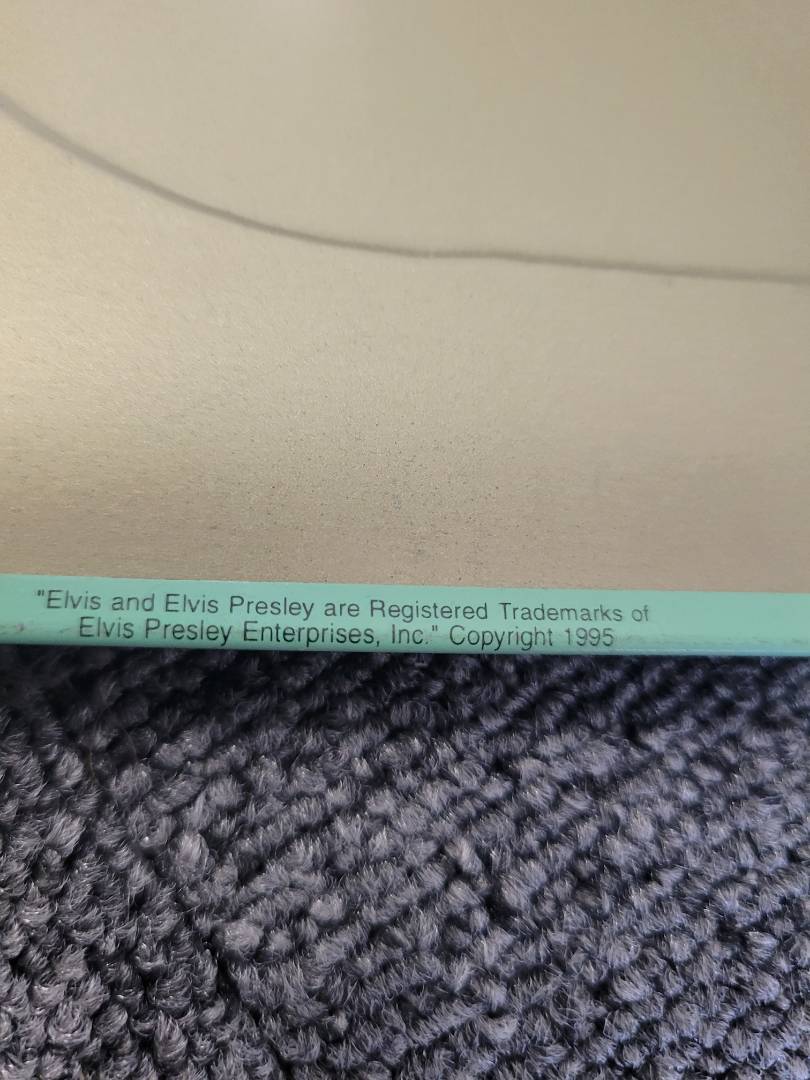 "Elvis and Elvis Presley are Registered Trademarks of
Elvis Presley Enterprises, Inc." Copyright 1995